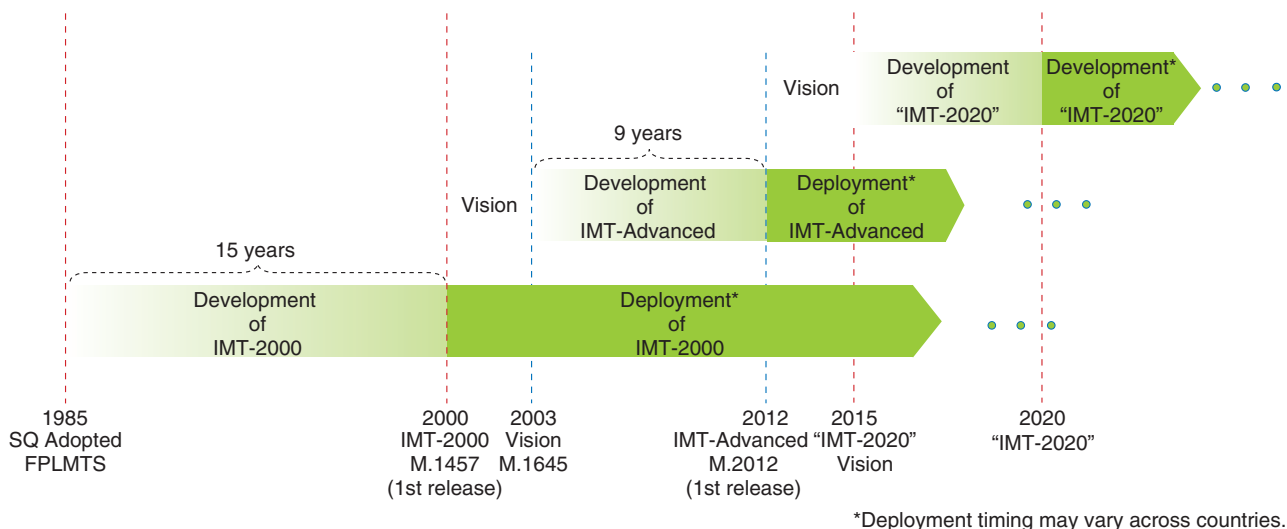 Vision
Development
of
“IMT-2020”
Development*
of
“IMT-2020”
9 years
Vision
Development
of
IMT-Advanced
Deployment*
of
IMT-Advanced
15 years
Development
of
IMT-2000
Deployment*
of
IMT-2000
1985
SQ Adopted
FPLMTS
2000
IMT-2000
M.1457
(1st release)
2003
Vision
M.1645
2012
IMT-Advanced
M.2012
(1st release)
2015
“IMT-2020”
Vision
2020
“IMT-2020”
*Deployment timing may vary across countries.